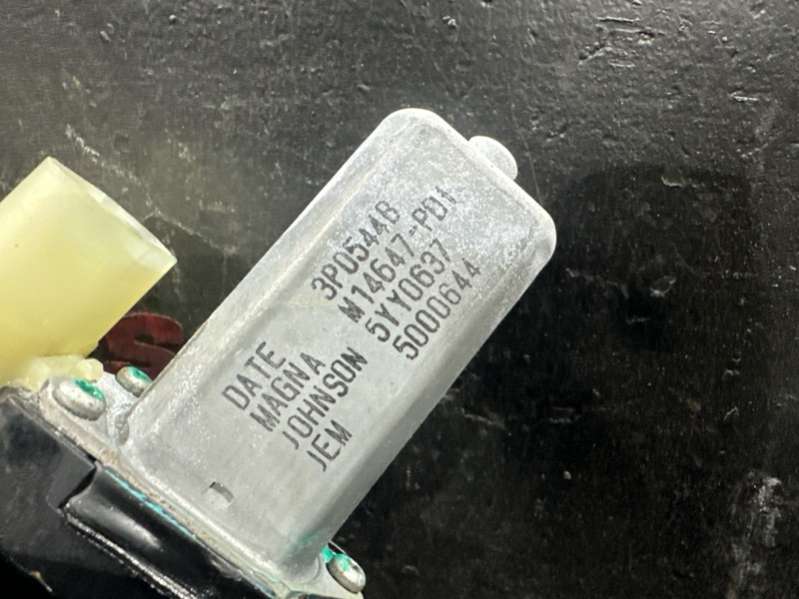 DATE 3P0544B
MAGNA M14647-PD1
JOHNSON 5YY0637
JEM 5000644
S